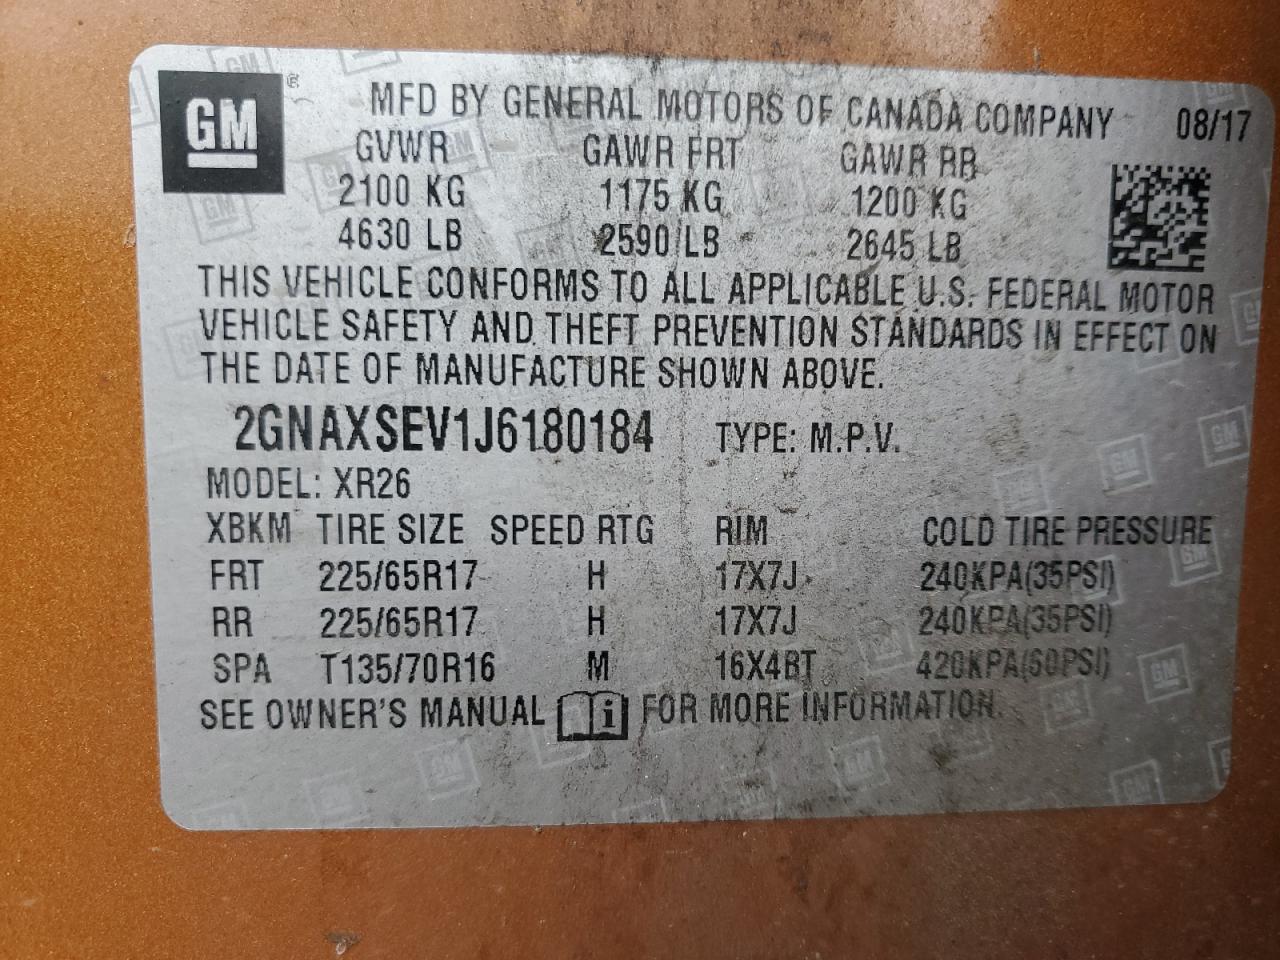 GM ® MFD BY GENERAL MOTORS OF CANADA COMPANY 08/17
GVWR GAWR FRT GAWR RR
2100 KG 1175 KG 1200 KG
4630 LB 2590 LB 2645 LB
THIS VEHICLE CONFORMS TO ALL APPLICABLE U.S. FEDERAL MOTOR
VEHICLE SAFETY AND THEFT PREVENTION STANDARDS IN EFFECT ON
THE DATE OF MANUFACTURE SHOWN ABOVE.
2GNAXSEV1J6180184 TYPE: M.P.V.
MODEL: XR26
XBKM TIRE SIZE SPEED RTG RIM COLD TIRE PRESSURE
FRT 225/65R17 H 17X7J 240KPA(35PSI)
RR 225/65R17 H 17X7J 240KPA(35PSI)
SPA T135/70R16 M 16X4BT 420KPA(60PSI)
SEE OWNER'S MANUAL i FOR MORE INFORMATION.